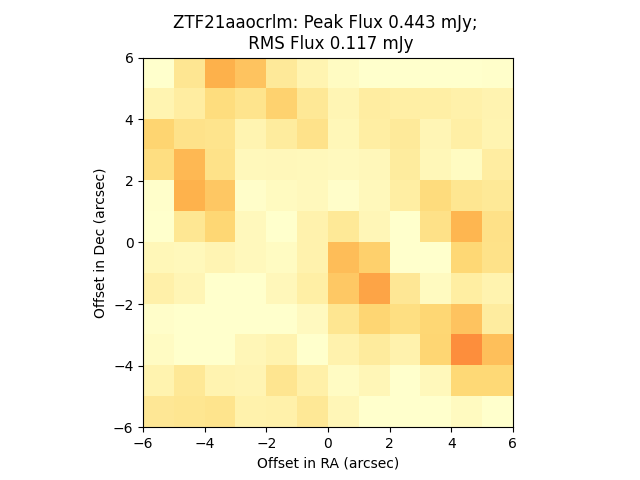 ZTF21aaocrlm: Peak Flux 0.443 mJy;
RMS Flux 0.117 mJy
6
4
2
0
−2
−4
−6
Offset in Dec (arcsec)
−6 −4 −2 0 2 4 6
Offset in RA (arcsec)